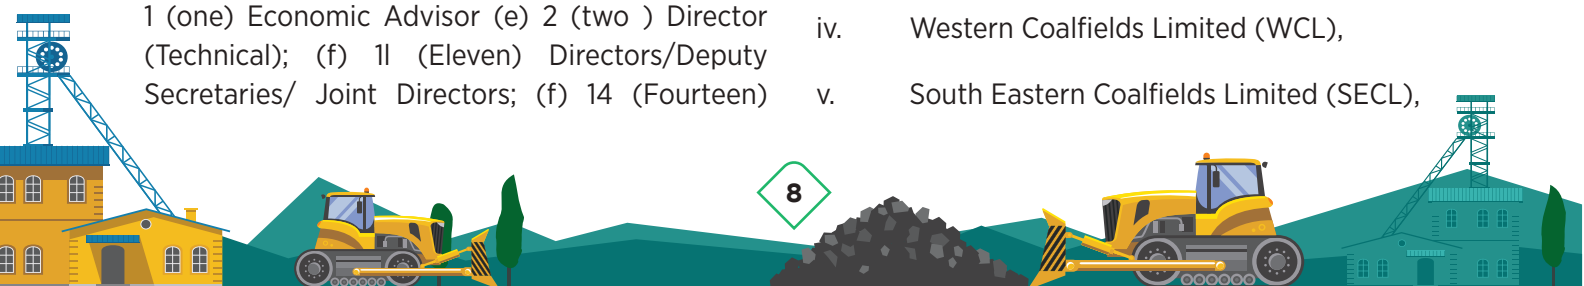 1 (one) Economic Advisor (e) 2 (two ) Director
(Technical); (f) 1l (Eleven) Directors/Deputy
Secretaries/ Joint Directors; (f) 14 (Fourteen)
iv. Western Coalfields Limited (WCL),
v. South Eastern Coalfields Limited (SECL),
8